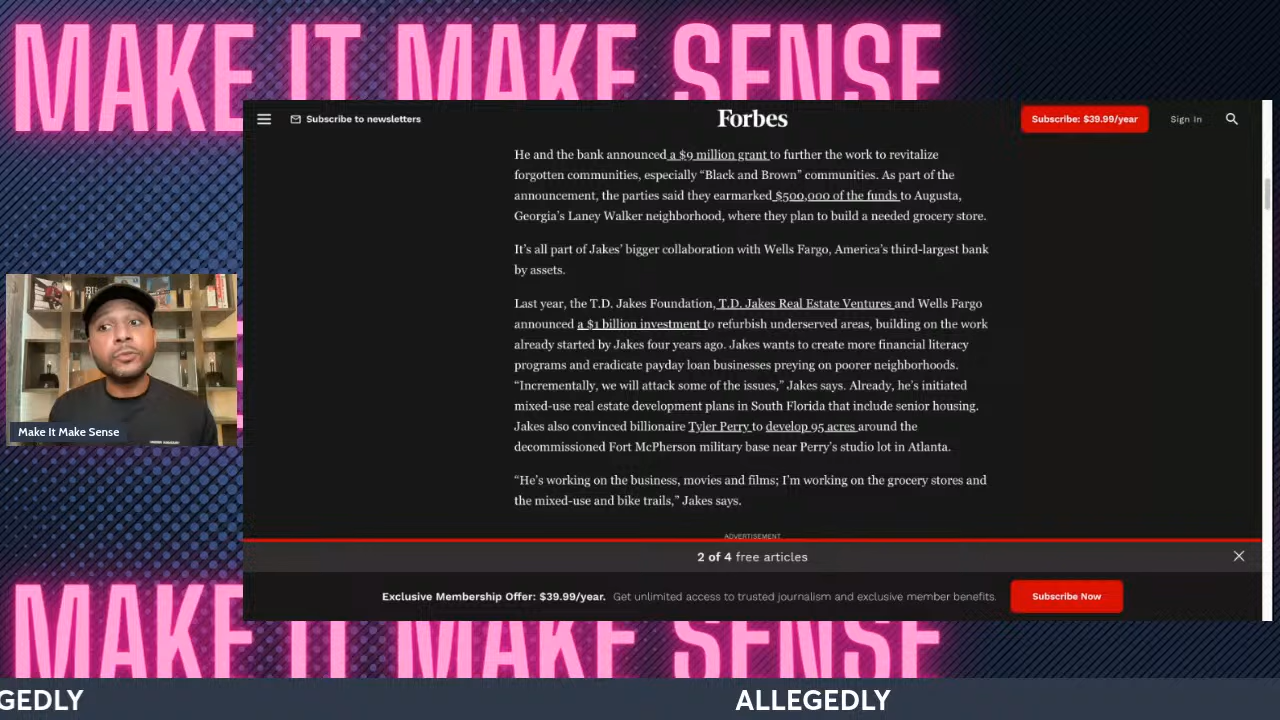 MAKE IT MAKE SENSE
Subscribe to newsletters
Forbes
Subscribe: $39.99/year
Sign In
He and the bank announced a $9 million grant to further the work to revitalize
forgotten communities, especially “Black and Brown” communities. As part of the
announcement, the parties said they earmarked $500,000 of the funds to Augusta,
Georgia’s Laney Walker neighborhood, where they plan to build a needed grocery store.
It’s all part of Jakes’ bigger collaboration with Wells Fargo, America’s third-largest bank
by assets.
Last year, the T.D. Jakes Foundation, T.D. Jakes Real Estate Ventures and Wells Fargo
announced a $1 billion investment to refurbish underserved areas, building on the work
already started by Jakes four years ago. Jakes wants to create more financial literacy
programs and eradicate payday loan businesses preying on poorer neighborhoods.
“Incrementally, we will attack some of the issues,” Jakes says. Already, he’s initiated
mixed-use real estate development plans in South Florida that include senior housing.
Jakes also convinced billionaire Tyler Perry to develop 95 acres around the
decommissioned Fort McPherson military base near Perry’s studio lot in Atlanta.
“He’s working on the business, movies and films; I’m working on the grocery stores and
the mixed-use and bike trails,” Jakes says.
ADVERTISEMENT
2 of 4 free articles
Exclusive Membership Offer: $39.99/year. Get unlimited access to trusted journalism and exclusive member benefits.
Subscribe Now
Make It Make Sense
MAKE IT MAKE SENSE
GEDLY
ALLEGEDLY